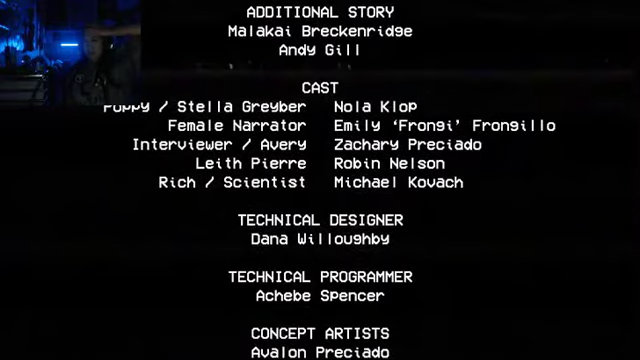 ADDITIONAL STORY
Malakai Breckenridge
Andy Gill
CAST
Poppy / Stella Greyber Nola Klop
Female Narrator Emily ‘Frongi’ Frongillo
Interviewer / Avery Zachary Preciado
Leith Pierre Robin Nelson
Rich / Scientist Michael Kovach
TECHNICAL DESIGNER
Dana Willoughby
TECHNICAL PROGRAMMER
Achebe Spencer
CONCEPT ARTISTS
Avalon Preciado